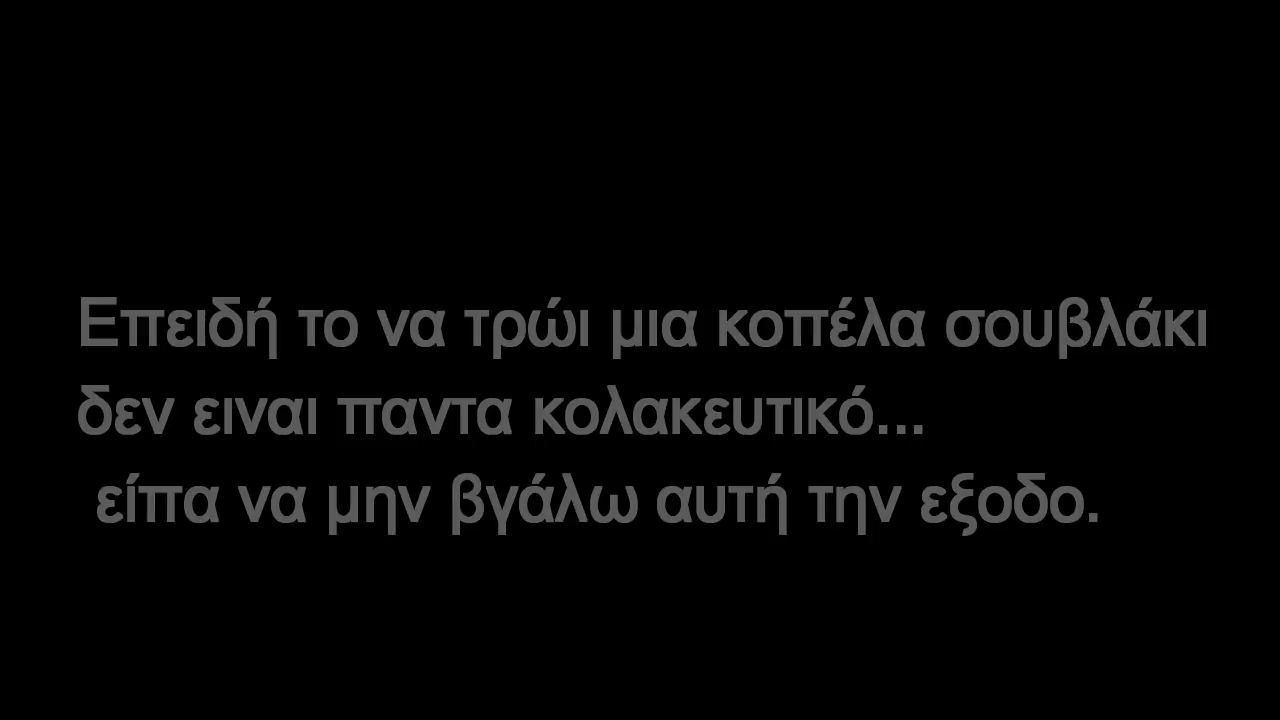 Επειδή το να τρώι μια κοπέλα σουβλάκι
δεν ειναι παντα κολακευτικό...
είπα να μην βγάλω αυτή την εξοδο.